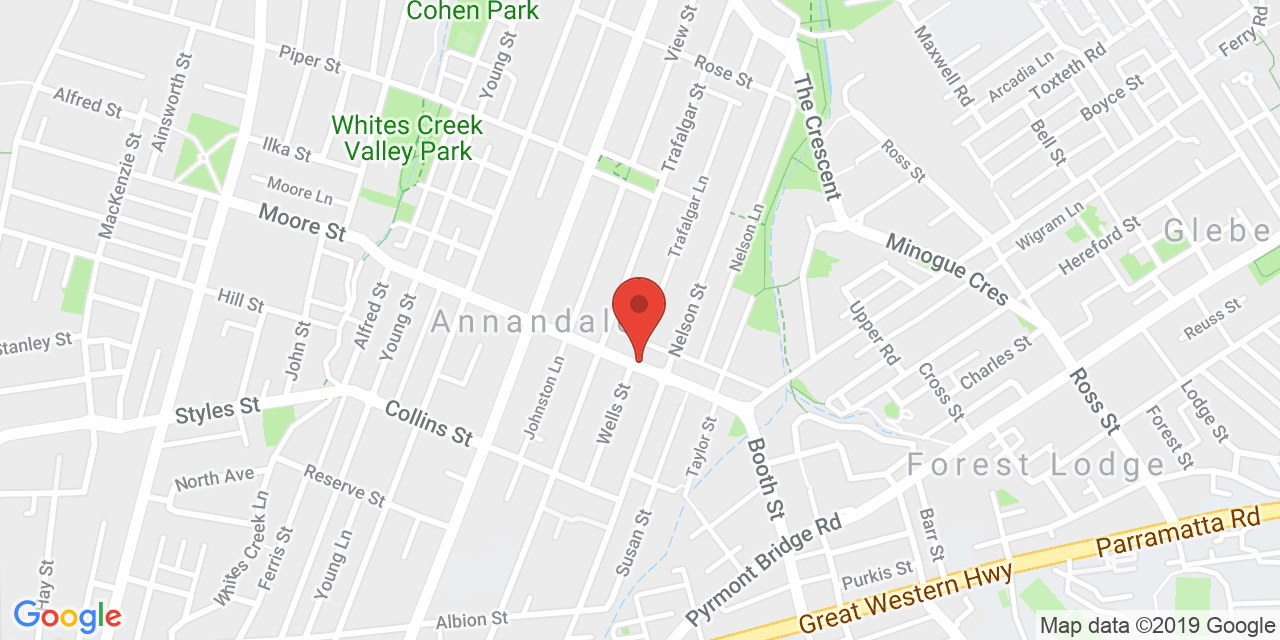 Cohen Park
Piper St
Young St
View St
Rose St
Ainsworth St
Alfred St
Whites Creek
Valley Park
Trafalgar St
The Crescent
Maxwell Rd
Arcadia Ln
Toxteth Rd
Boyce St
Ferry Rd
Bell St
Ilka St
MacKenzie St
Moore Ln
Moore St
Trafalgar Ln
Nelson Ln
Ross St
Wigram Ln
Hereford St
Glebe
Minogue Cres
Hill St
Alfred St
Young St
John St
Stanley St
Annandale
Nelson St
Upper Rd
Cross St
Charles St
Reuss St
Styles St
Collins St
Johnston Ln
Wells St
Taylor St
Booth St
Ross St
Forest St
Lodge St
Forest Lodge
North Ave
Reserve St
Whites Creek Ln
Ferris St
Young Ln
Susan St
Pyrmont Bridge Rd
Barr St
Purkis St
Parramatta Rd
Great Western Hwy
Hay St
Albion St
Google
Map data ©2019 Google